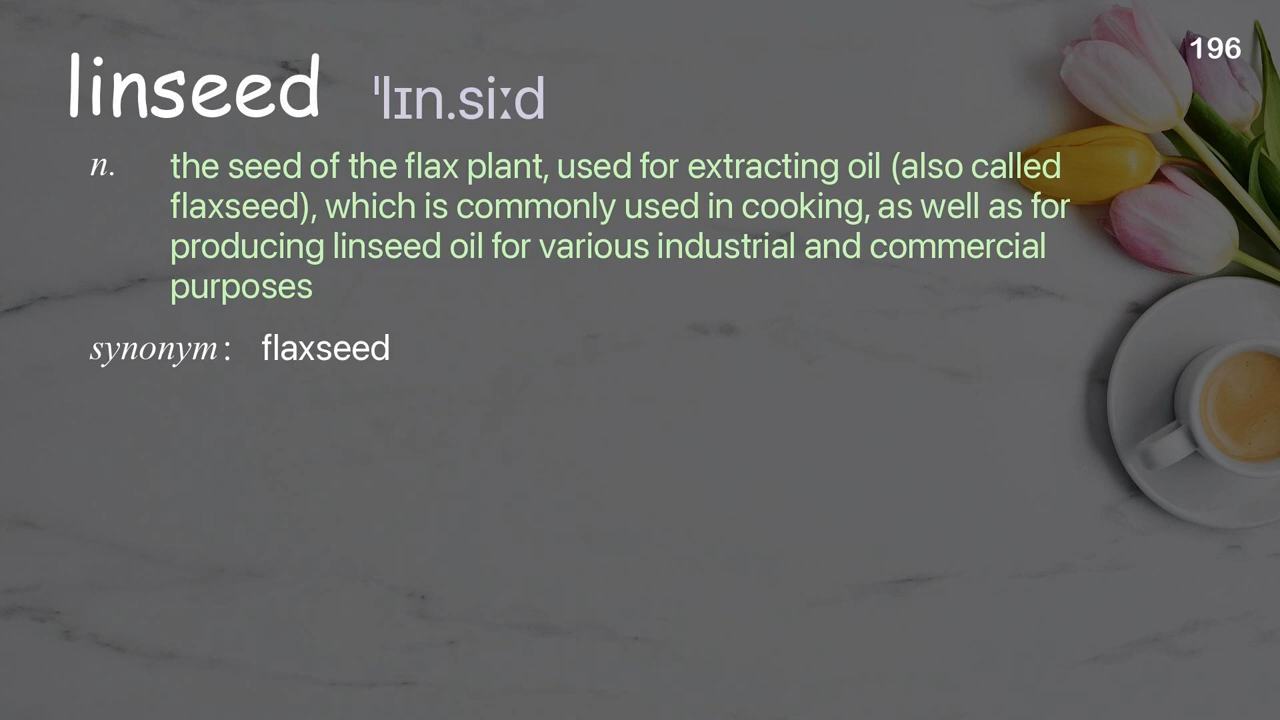 196
linseed ˈlɪn.siːd
n. the seed of the flax plant, used for extracting oil (also called
flaxseed), which is commonly used in cooking, as well as for
producing linseed oil for various industrial and commercial
purposes
synonym : flaxseed